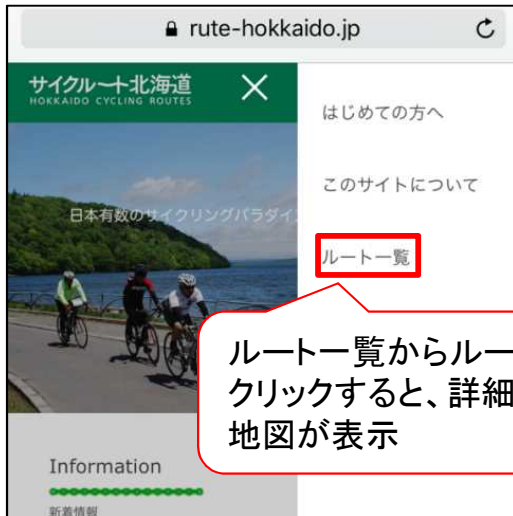 rute-hokkaido.jp
サイクルート北海道
HOKKAIDO CYCLING ROUTES
はじめての方へ
このサイトについて
日本有数のサイクリングパラダイ
ルート一覧
ルート一覧からルー
クリックすると、詳細
地図が表示
Information
新着情報